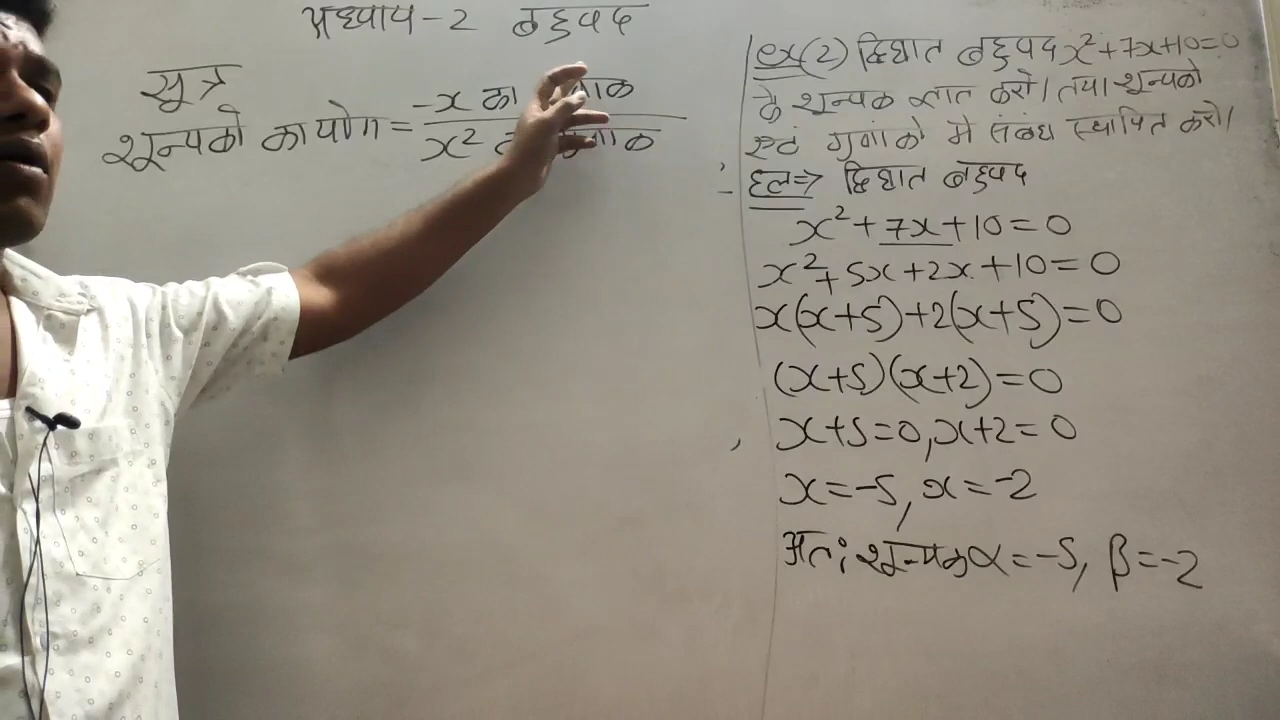 अध्याय-2 बहुपद
सूत्र
शून्यको का योग = -x का
x²
ex(2) द्विघात बहुपद x²+7x+10=0
के शून्यक ज्ञात करो। तथा शून्यको
एवं गुणांको मे संबंध स्थापित करो।
हल⇒ द्विघात बहुपद
x²+7x+10=0
x²+5x+2x+10=0
x(x+5)+2(x+5)=0
(x+5)(x+2)=0
x+5=0, x+2=0
x=-5, x=-2
अतः शून्यक α=-5, β=-2